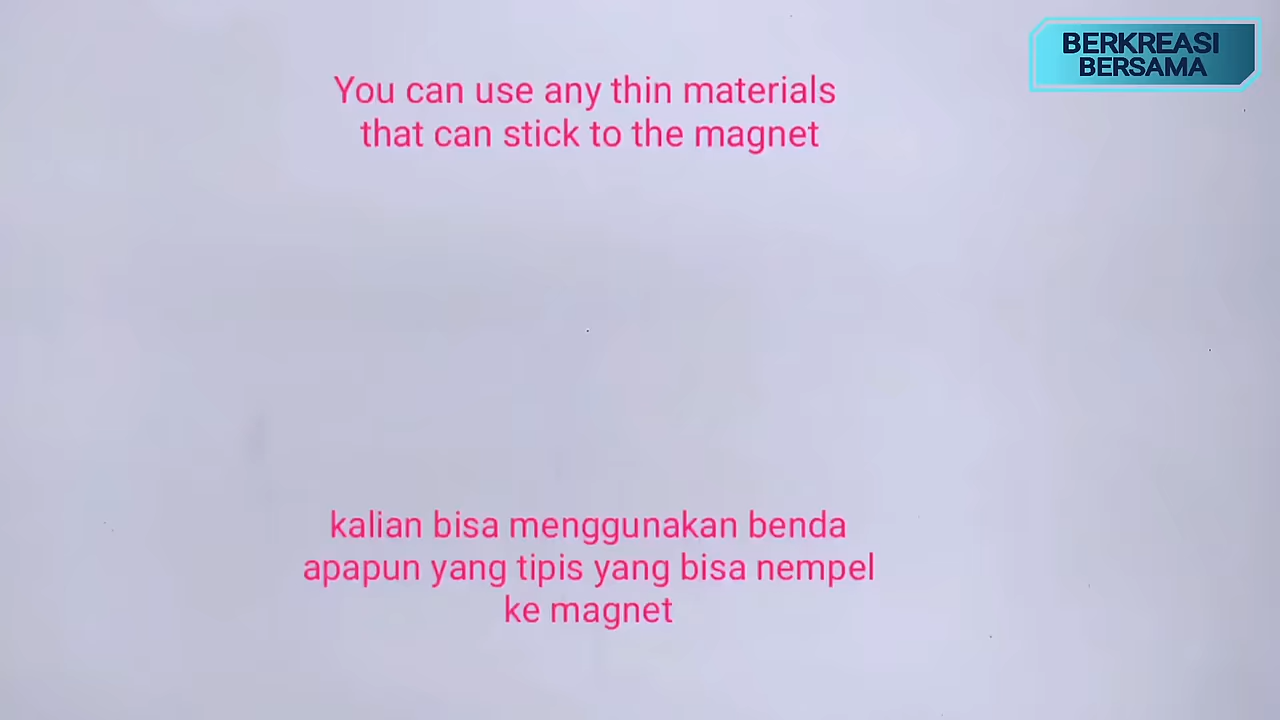 BERKREASI
BERSAMA
You can use any thin materials
that can stick to the magnet
kalian bisa menggunakan benda
apapun yang tipis yang bisa nempel
ke magnet